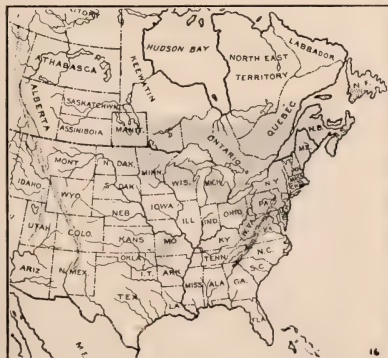 HUDSON BAY
LABRADOR
NORTH EAST
TERRITORY
ATHABASCA
KEEWATIN
ALBERTA
SASKATCHWN
ASSINIBOIA
MANIT.
ONTARIO
QUEBEC
N.F.
N.B.
ME.
MONT
N. DAK.
MINN.
S. DAK.
WIS.
MICH.
N.Y.
IDAHO
WYO.
NEB
IOWA
ILL
IND.
OHIO
PA.
UTAH
COLO.
KANS
MO
KY
N.C.
TENN.
OKLA
I.T.
ARK.
S.C.
ARIZ
N. MEX.
TEX.
LA
MISS
ALA
GA.
FLA.
16